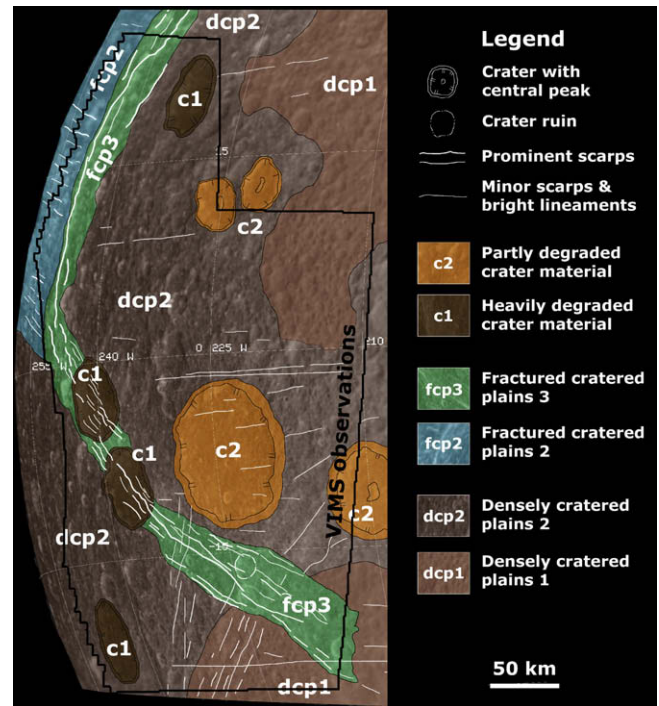 dcp2
fcp2
dcp1
c1
fcp3
15
c2
dcp2
VIMS observations
210
0 225 W
240 W
255 W
c1
c1
c2
c2
dcp2
-15
fcp3
c1
dcp1
Legend
Crater with
central peak
Crater ruin
Prominent scarps
Minor scarps &
bright lineaments
c2 Partly degraded
crater material
c1 Heavily degraded
crater material
fcp3 Fractured cratered
plains 3
fcp2 Fractured cratered
plains 2
dcp2 Densely cratered
plains 2
dcp1 Densely cratered
plains 1
50 km